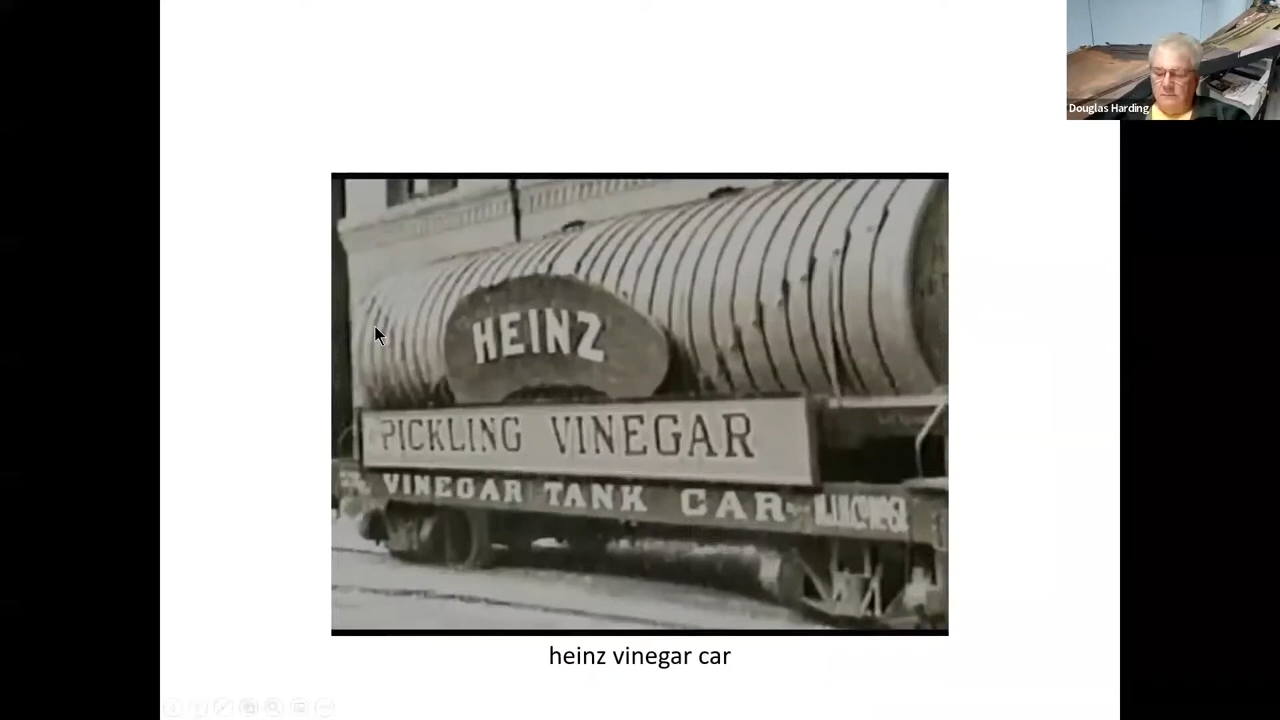 Douglas Harding
HEINZ
PICKLING VINEGAR
VINEGAR TANK CAR
heinz vinegar car